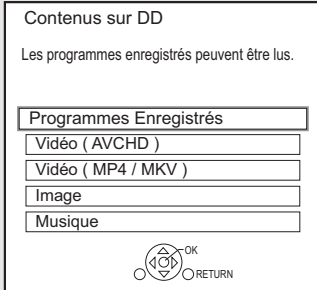 Contenus sur DD
Les programmes enregistrés peuvent être lus.
Programmes Enregistrés
Vidéo ( AVCHD )
Vidéo ( MP4 / MKV )
Image
Musique
OK
RETURN